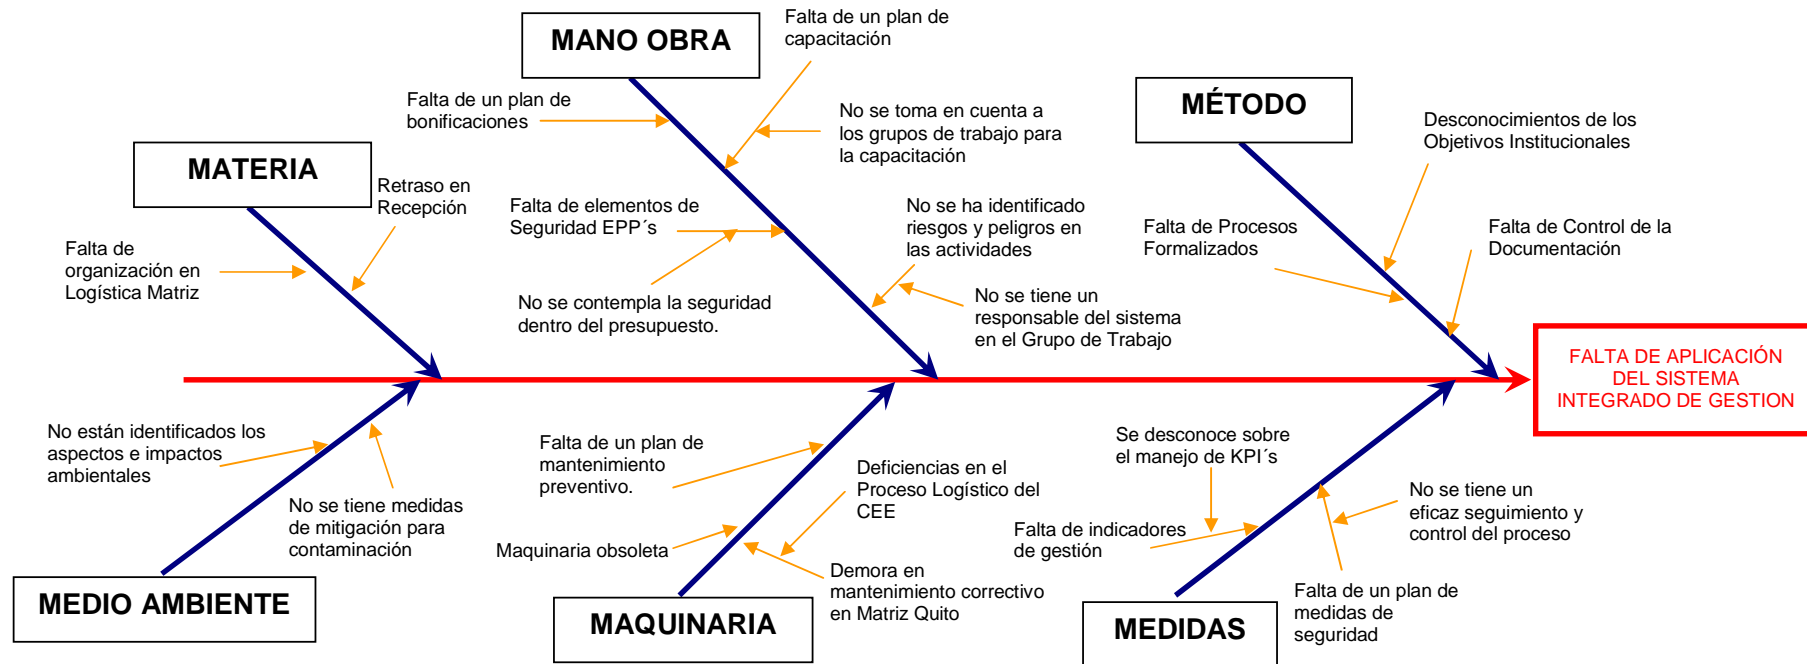 MANO OBRA
Falta de un plan de
capacitación
Falta de un plan de
bonificaciones
No se toma en cuenta a
los grupos de trabajo para
la capacitación
Falta de elementos de
Seguridad EPP´s
No se contempla la seguridad
dentro del presupuesto.
No se ha identificado
riesgos y peligros en
las actividades
No se tiene un
responsable del sistema
en el Grupo de Trabajo
MÉTODO
Desconocimientos de los
Objetivos Institucionales
Falta de Procesos
Formalizados
Falta de Control de la
Documentación
MATERIA
Retraso en
Recepción
Falta de
organización en
Logística Matriz
FALTA DE APLICACIÓN
DEL SISTEMA
INTEGRADO DE GESTION
No están identificados los
aspectos e impactos
ambientales
No se tiene medidas
de mitigación para
contaminación
MEDIO AMBIENTE
Falta de un plan de
mantenimiento
preventivo.
Deficiencias en el
Proceso Logístico del
CEE
Maquinaria obsoleta
Demora en
mantenimiento correctivo
en Matriz Quito
MAQUINARIA
Se desconoce sobre
el manejo de KPI´s
Falta de indicadores
de gestión
No se tiene un
eficaz seguimiento y
control del proceso
Falta de un plan de
medidas de
seguridad
MEDIDAS